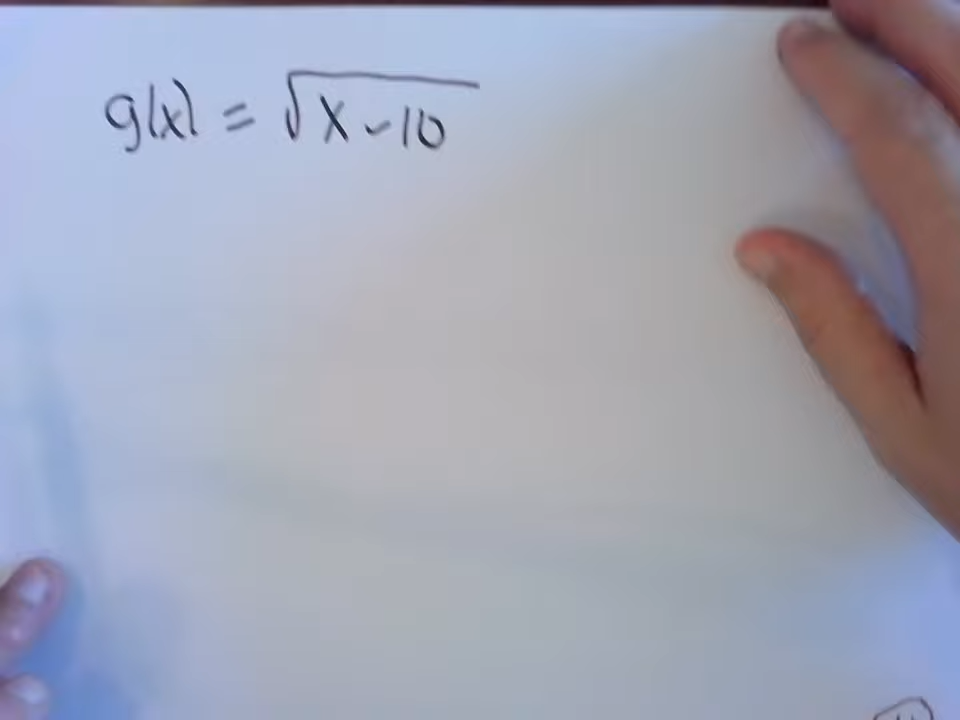 g(x) = √x-10